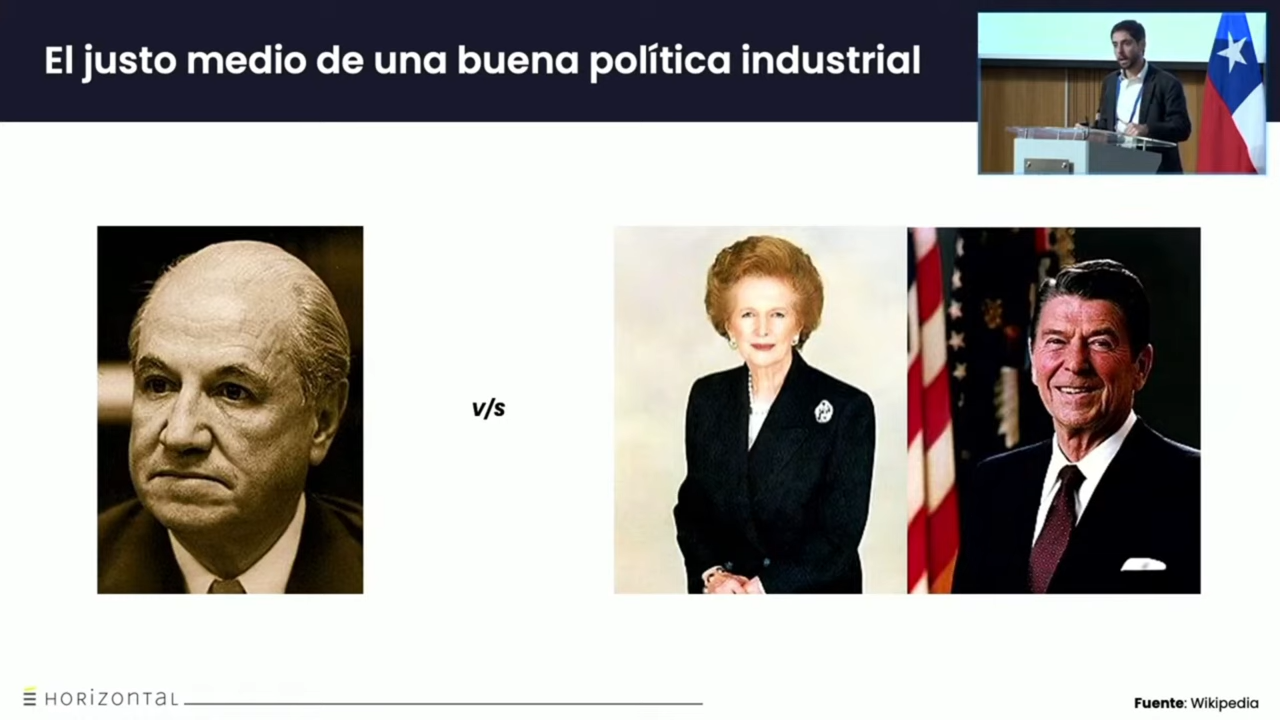 El justo medio de una buena política industrial
v/s
HORIZONTAL
Fuente: Wikipedia